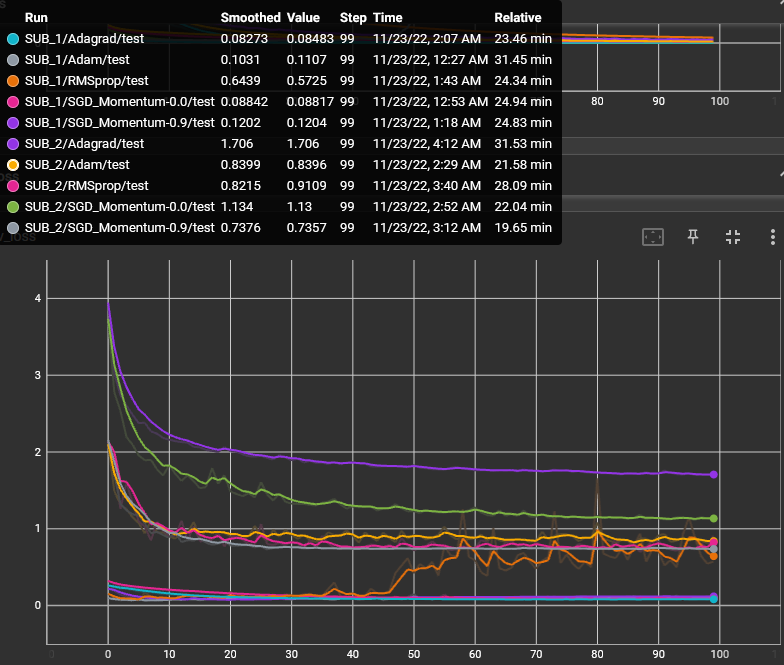 Run Smoothed Value Step Time Relative
SUB_1/Adagrad/test 0.08273 0.08483 99 11/23/22, 2:07 AM 23.46 min
SUB_1/Adam/test 0.1031 0.1107 99 11/23/22, 12:27 AM 31.45 min
SUB_1/RMSprop/test 0.6439 0.5725 99 11/23/22, 1:43 AM 24.34 min
SUB_1/SGD_Momentum-0.0/test 0.08842 0.08817 99 11/23/22, 12:53 AM 24.94 min
SUB_1/SGD_Momentum-0.9/test 0.1202 0.1204 99 11/23/22, 1:18 AM 24.83 min
SUB_2/Adagrad/test 1.706 1.706 99 11/23/22, 4:12 AM 31.53 min
SUB_2/Adam/test 0.8399 0.8396 99 11/23/22, 2:29 AM 21.58 min
SUB_2/RMSprop/test 0.8215 0.9109 99 11/23/22, 3:40 AM 28.09 min
SUB_2/SGD_Momentum-0.0/test 1.134 1.13 99 11/23/22, 2:52 AM 22.04 min
SUB_2/SGD_Momentum-0.9/test 0.7376 0.7357 99 11/23/22, 3:12 AM 19.65 min
80 90 100
4
3
2
1
0
0 10 20 30 40 50 60 70 80 90 100